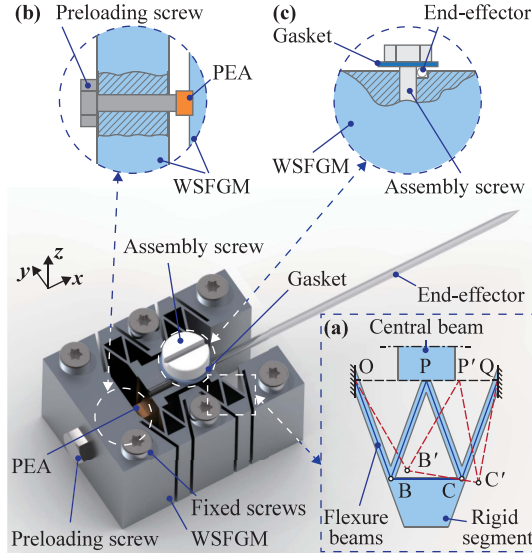 (b)
Preloading
screw
PEA
WSFGM
(c)
End-effector
Gasket
WSFGM
Assembly screw
z
y
x
Assembly screw
Gasket
End-effector
PEA
Preloading screw
Fixed screws
WSFGM
(a)
Central beam
O
P
P′
Q
B′
B
C
C′
Flexure
beams
Rigid
segment